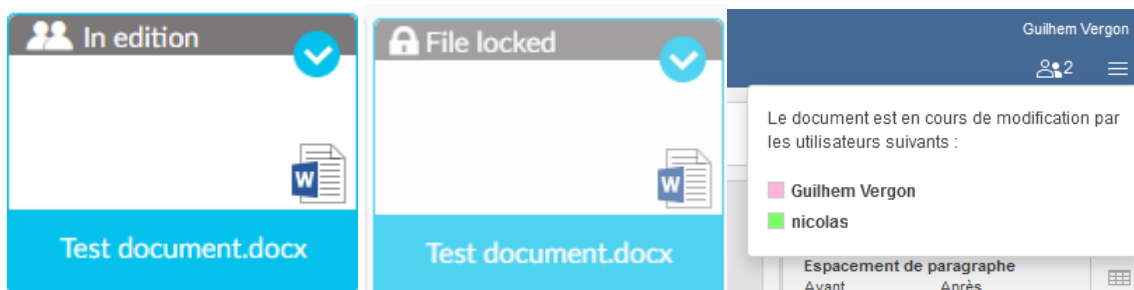 In edition
W
Test document.docx
File locked
W
Test document.docx
Guilhem Vergon
2
Le document est en cours de modification par
les utilisateurs suivants :
Guilhem Vergon
nicolas
Espacement de paragraphe
Avant Après